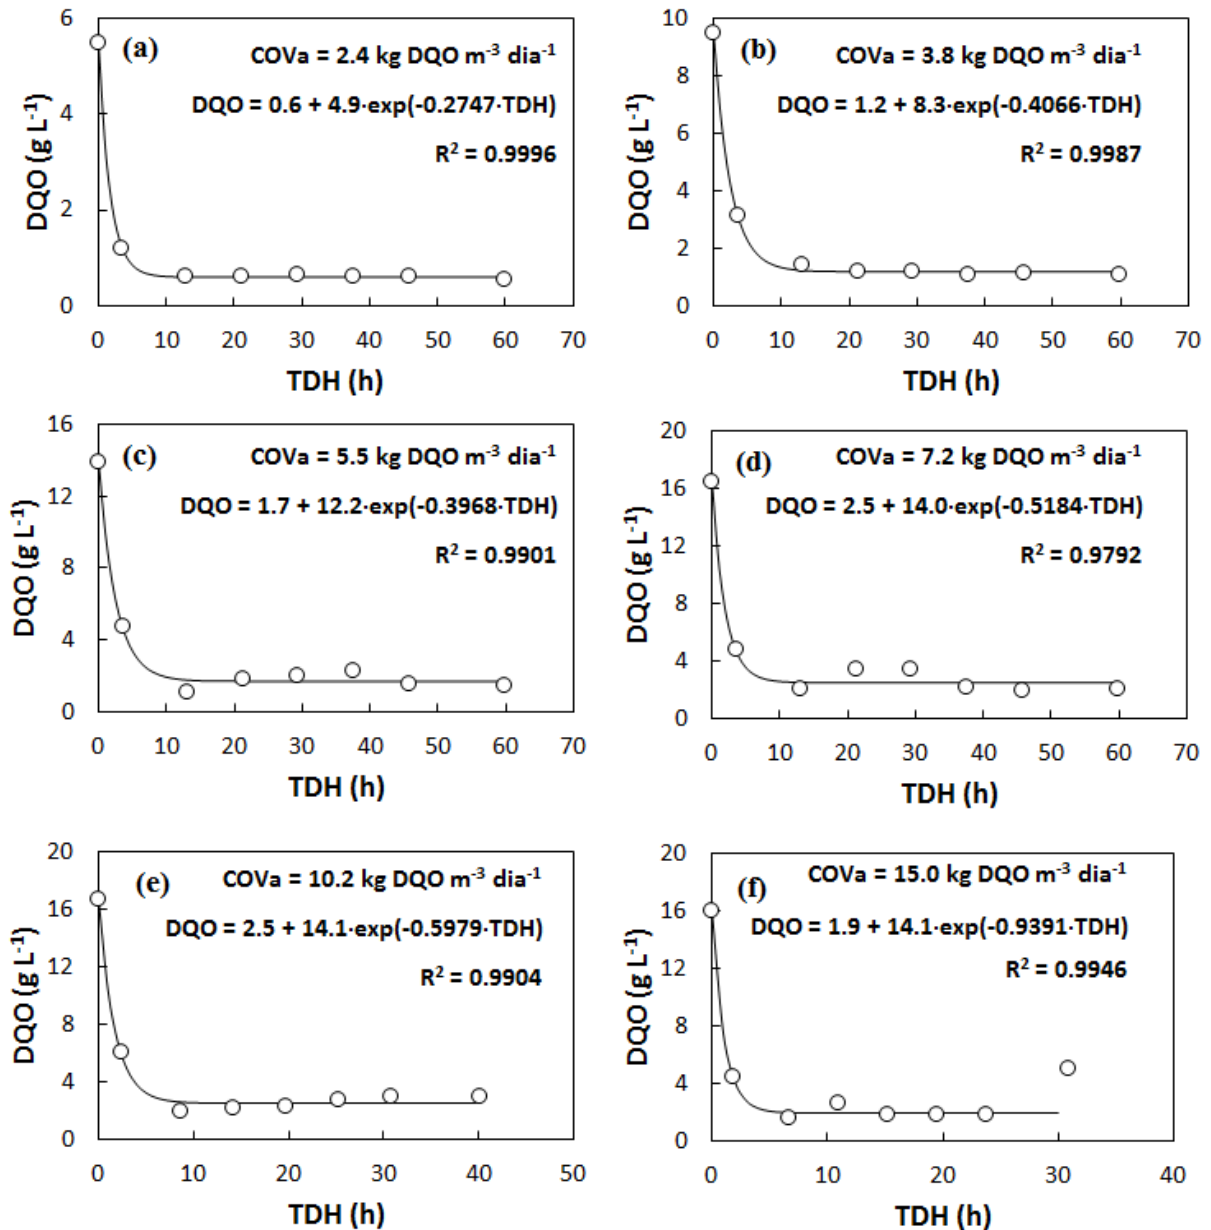 (a)
COVa = 2.4 kg DQO m⁻³ dia⁻¹
DQO = 0.6 + 4.9·exp(-0.2747·TDH)
R² = 0.9996
DQO (g L⁻¹)
6
4
2
0
0 10 20 30 40 50 60 70
TDH (h)
(b)
COVa = 3.8 kg DQO m⁻³ dia⁻¹
DQO = 1.2 + 8.3·exp(-0.4066·TDH)
R² = 0.9987
DQO (g L⁻¹)
10
8
6
4
2
0
0 10 20 30 40 50 60 70
TDH (h)
(c)
COVa = 5.5 kg DQO m⁻³ dia⁻¹
DQO = 1.7 + 12.2·exp(-0.3968·TDH)
R² = 0.9901
DQO (g L⁻¹)
16
12
8
4
0
0 10 20 30 40 50 60 70
TDH (h)
(d)
COVa = 7.2 kg DQO m⁻³ dia⁻¹
DQO = 2.5 + 14.0·exp(-0.5184·TDH)
R² = 0.9792
DQO (g L⁻¹)
20
16
12
8
4
0
0 10 20 30 40 50 60 70
TDH (h)
(e)
COVa = 10.2 kg DQO m⁻³ dia⁻¹
DQO = 2.5 + 14.1·exp(-0.5979·TDH)
R² = 0.9904
DQO (g L⁻¹)
20
16
12
8
4
0
0 10 20 30 40 50
TDH (h)
(f)
COVa = 15.0 kg DQO m⁻³ dia⁻¹
DQO = 1.9 + 14.1·exp(-0.9391·TDH)
R² = 0.9946
DQO (g L⁻¹)
20
16
12
8
4
0
0 10 20 30 40
TDH (h)